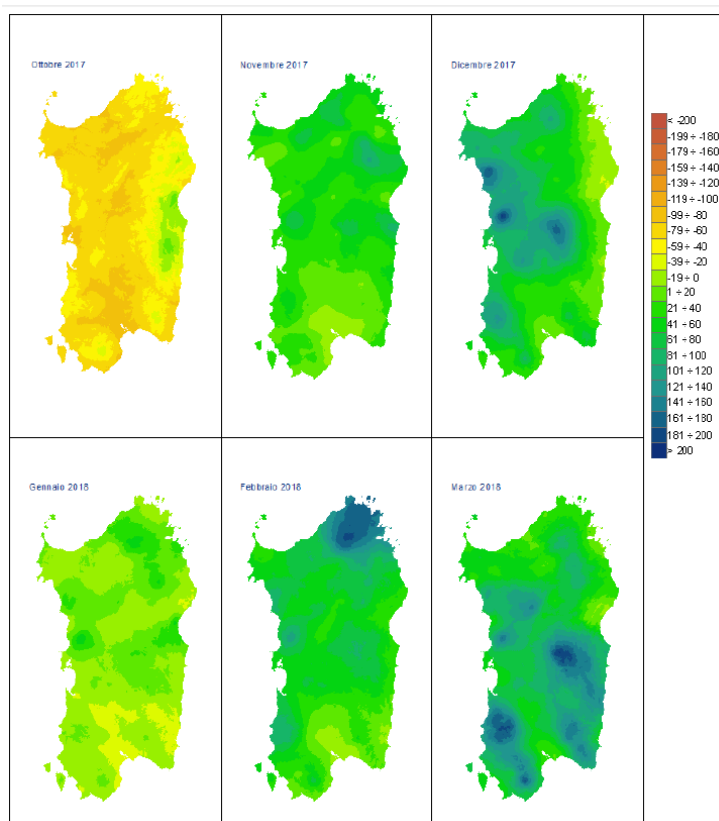 Ottobre 2017
Novembre 2017
Dicembre 2017
< -200
-199 ÷ -180
-179 ÷ -160
-159 ÷ -140
-139 ÷ -120
-119 ÷ -100
-99 ÷ -80
-79 ÷ -60
-59 ÷ -40
-39 ÷ -20
-19 ÷ 0
1 ÷ 20
21 ÷ 40
41 ÷ 60
61 ÷ 80
81 ÷ 100
101 ÷ 120
121 ÷ 140
141 ÷ 160
161 ÷ 180
181 ÷ 200
> 200
Gennaio 2018
Febbraio 2018
Marzo 2018